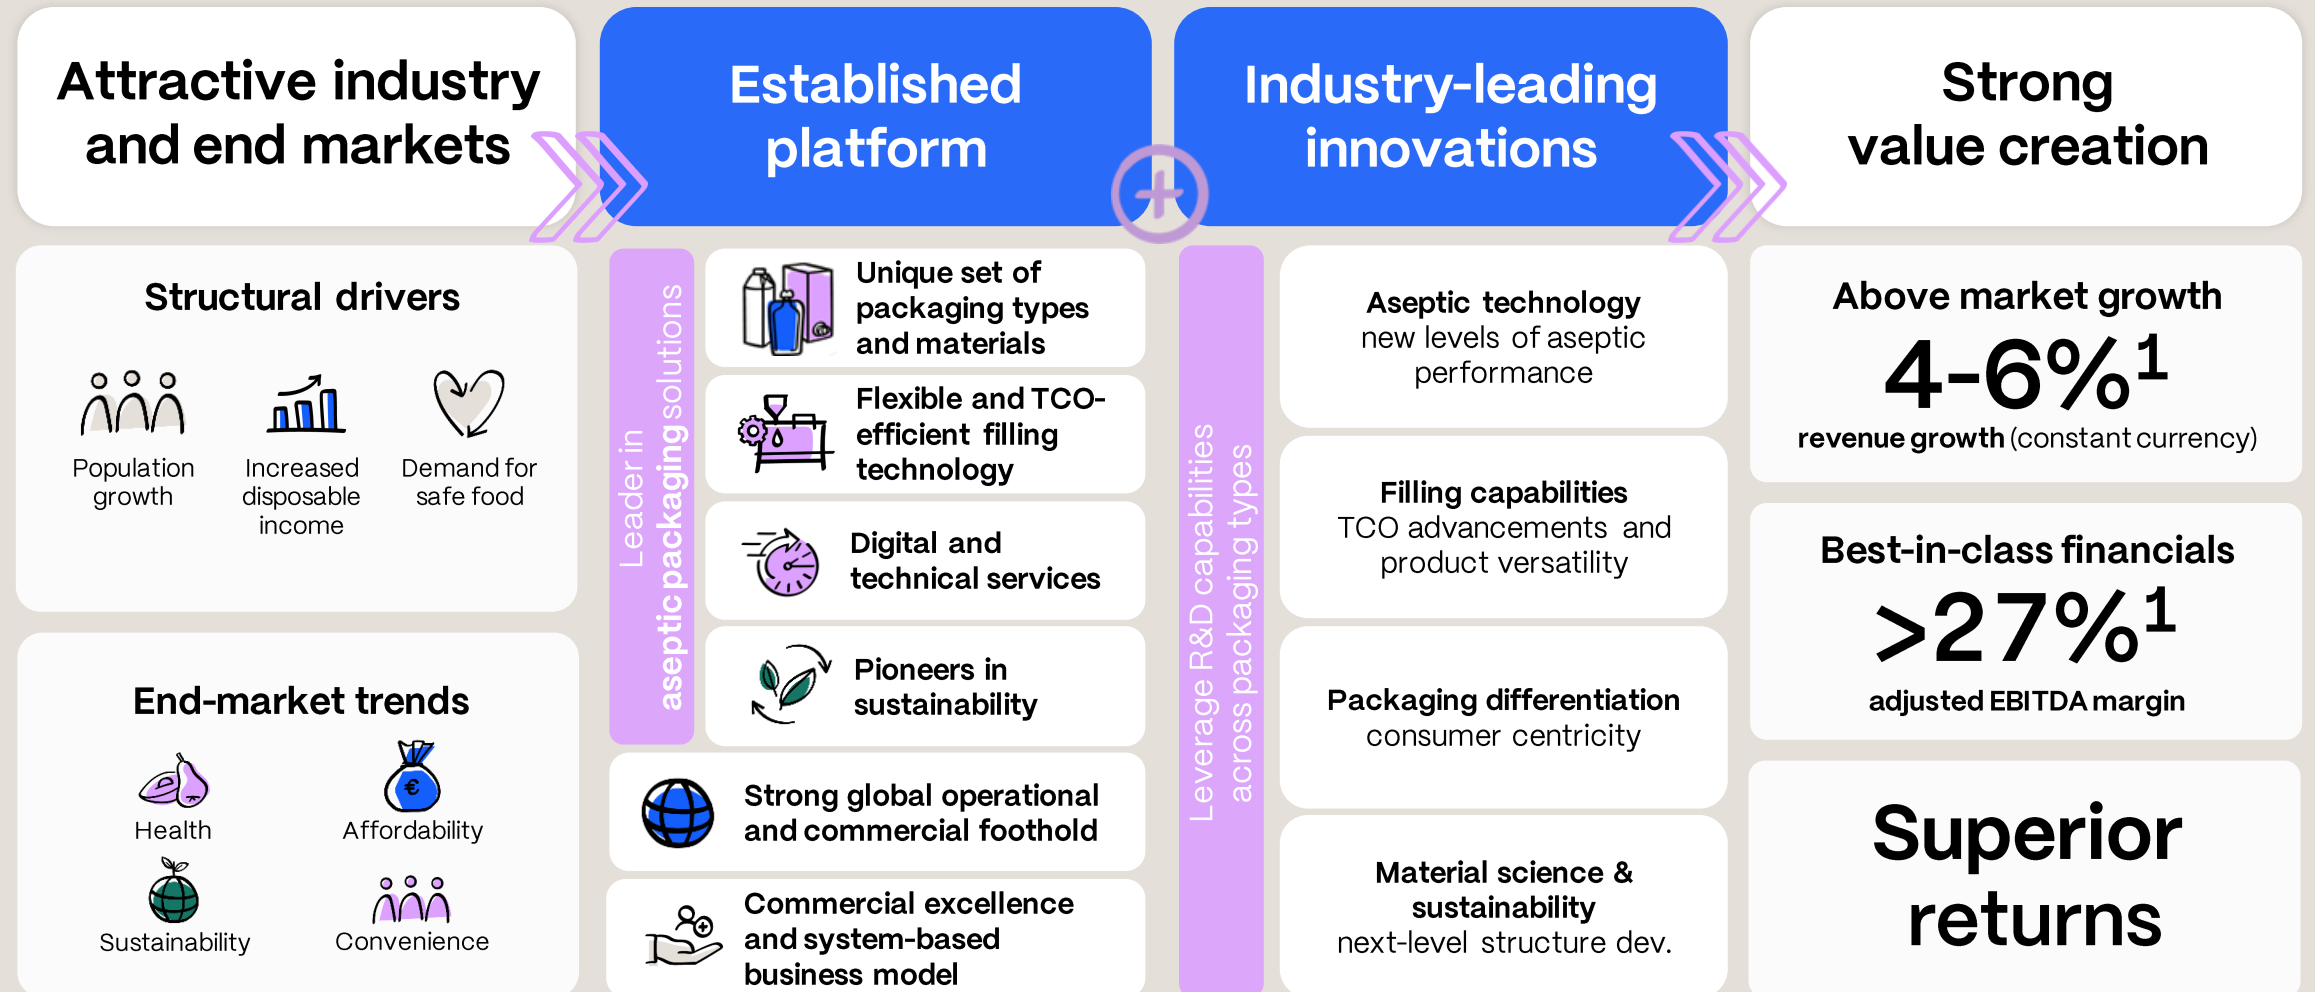 Attractive industry
and end markets
Structural drivers
Population
growth
Increased
disposable
income
Demand for
safe food
End-market trends
Health
€
Affordability
Sustainability
Convenience
Established
platform
Leader in
aseptic packaging solutions
Unique set of
packaging types
and materials
Flexible and TCO-
efficient filling
technology
Digital and
technical services
Pioneers in
sustainability
Strong global operational
and commercial foothold
Commercial excellence
and system-based
business model
Industry-leading
innovations
Leverage R&D capabilities
across packaging types
Aseptic technology
new levels of aseptic
performance
Filling capabilities
TCO advancements and
product versatility
Packaging differentiation
consumer centricity
Material science &
sustainability
next-level structure dev.
Strong
value creation
Above market growth
4-6%¹
revenue growth (constant currency)
Best-in-class financials
>27%¹
adjusted EBITDA margin
Superior
returns